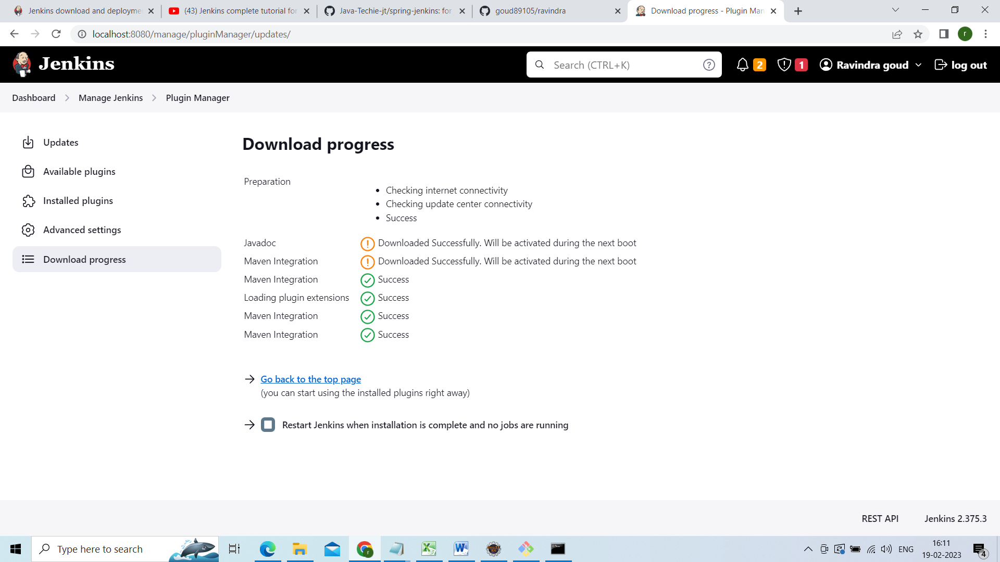 Jenkins download and deployme
(43) Jenkins complete tutorial for
Java-Techie-jt/spring-jenkins: for
goud89105/ravindra
Download progress - Plugin Man
localhost:8080/manage/pluginManager/updates/
r
Jenkins
Search (CTRL+K)
2
1
Ravindra goud
log out
Dashboard
Manage Jenkins
Plugin Manager
Updates
Available plugins
Installed plugins
Advanced settings
Download progress
Download progress
Preparation
Checking internet connectivity
Checking update center connectivity
Success
Javadoc Downloaded Successfully. Will be activated during the next boot
Maven Integration Downloaded Successfully. Will be activated during the next boot
Maven Integration Success
Loading plugin extensions Success
Maven Integration Success
Maven Integration Success
Go back to the top page
(you can start using the installed plugins right away)
Restart Jenkins when installation is complete and no jobs are running
REST API
Jenkins 2.375.3
Type here to search
ENG
16:11
19-02-2023
4